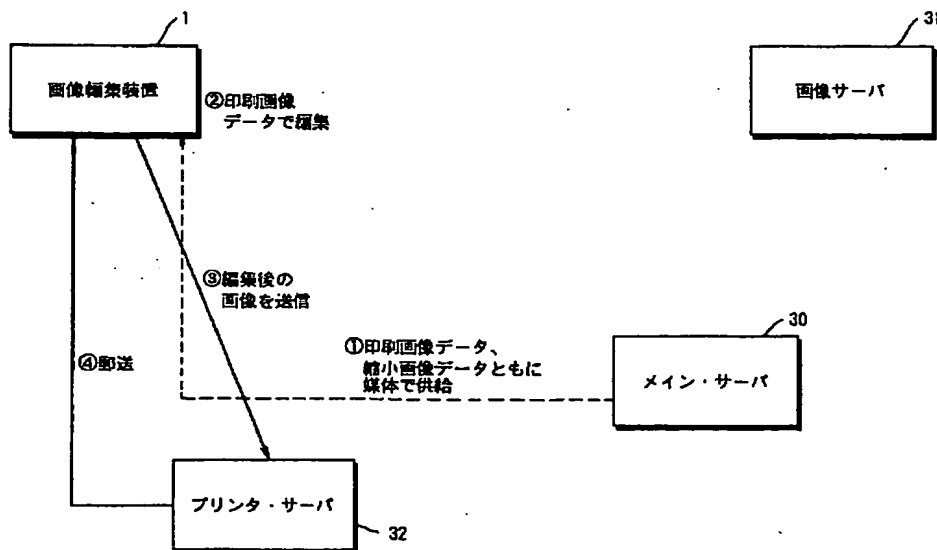 1
画像編集装置
②印刷画像
データで編集
画像サーバ
③編集後の
画像を送信
30
①印刷画像データ、
縮小画像データともに
媒体で供給
メイン・サーバ
④郵送
プリンタ・サーバ
32